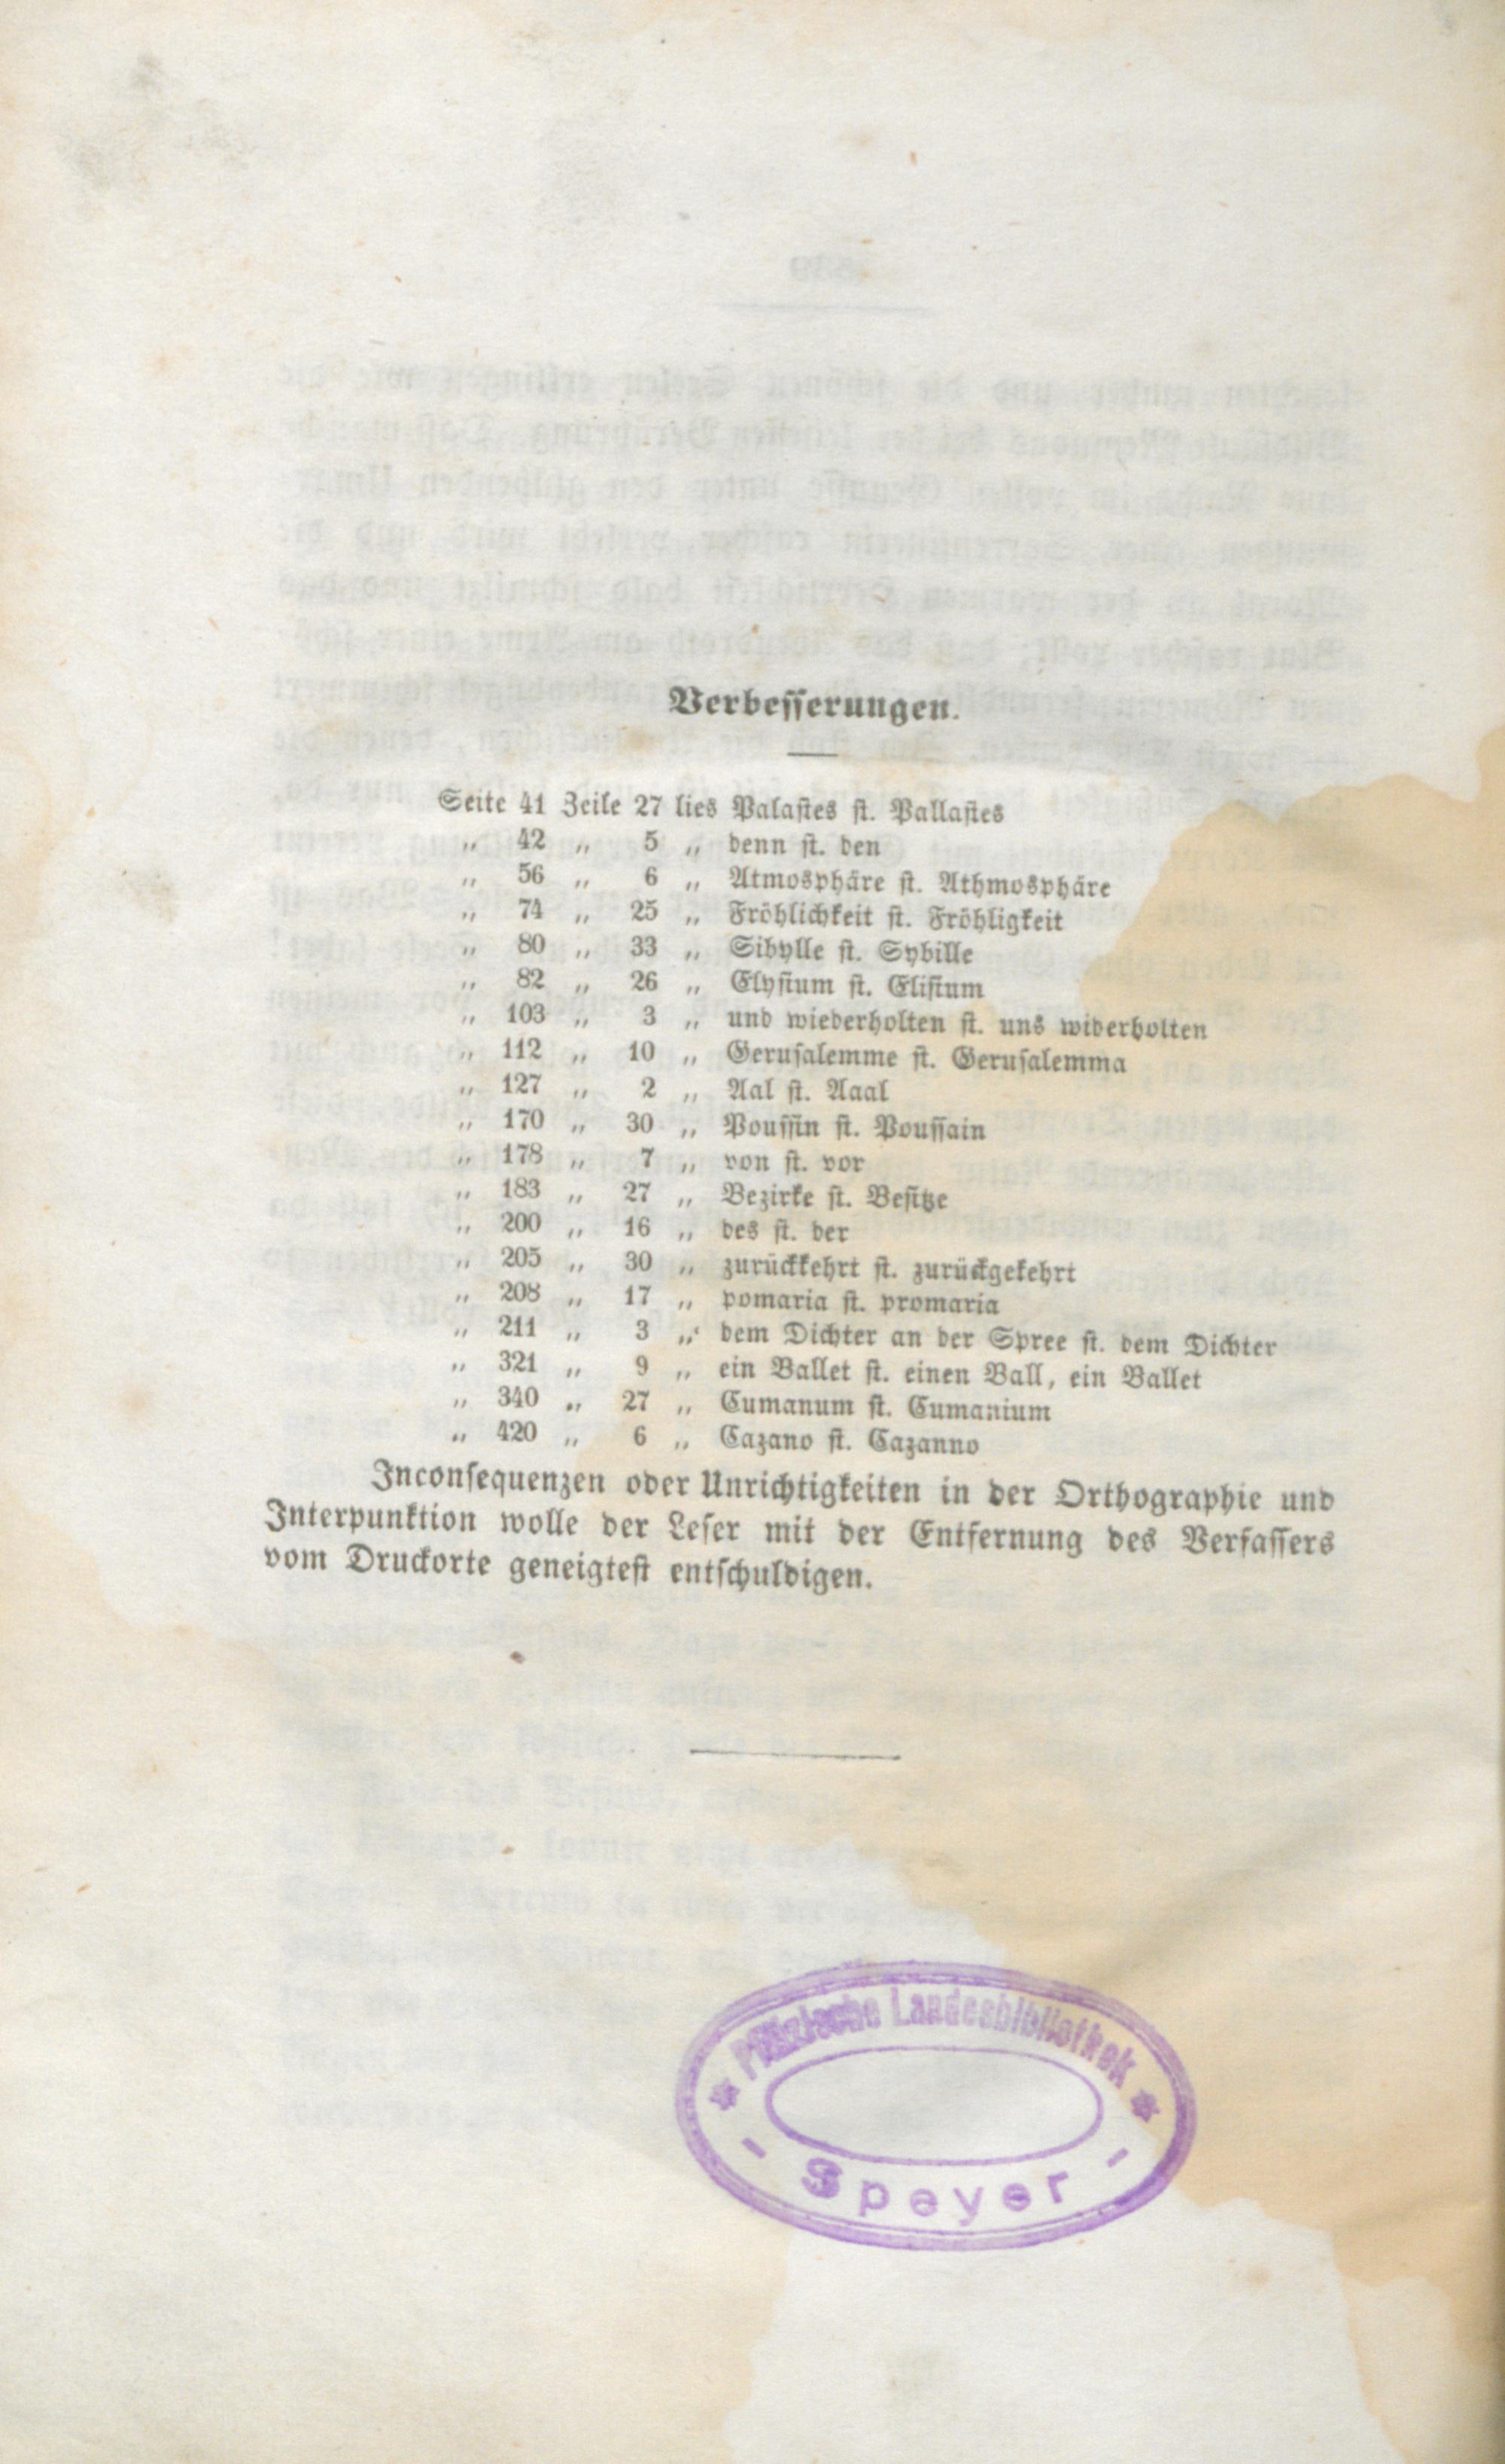 Verbesserungen.
Seite 41 Zeile 27 lies Palastes st. Pallastes
„ 42 „ 5 „ denn st. den
„ 56 „ 6 „ Atmosphäre st. Athmosphäre
„ 74 „ 25 „ Fröhlichkeit st. Fröhligkeit
„ 80 „ 33 „ Sibylle st. Sybille
„ 82 „ 26 „ Elysium st. Elisium
„ 103 „ 3 „ und wiederholten st. uns widerholten
„ 112 „ 10 „ Gerusalemme st. Gerusalemma
„ 127 „ 2 „ Aal st. Aaal
„ 170 „ 30 „ Poussin st. Poussain
„ 178 „ 7 „ von st. vor
„ 183 „ 27 „ Bezirke st. Besitze
„ 200 „ 16 „ des st. der
„ 205 „ 30 „ zurückkehrt st. zurückgekehrt
„ 208 „ 17 „ pomaria st. promaria
„ 211 „ 3 „ dem Dichter an der Spree st. dem Dichter
„ 321 „ 9 „ ein Ballet st. einen Ball, ein Ballet
„ 340 „ 27 „ Cumanum st. Cumanium
„ 420 „ 6 „ Cazano st. Cazanno
Inconsequenzen oder Unrichtigkeiten in der Orthographie und
Interpunktion wolle der Leser mit der Entfernung des Verfassers
vom Druckorte geneigtest entschuldigen.
* Pfälzische Landesbibliothek *
- Speyer -